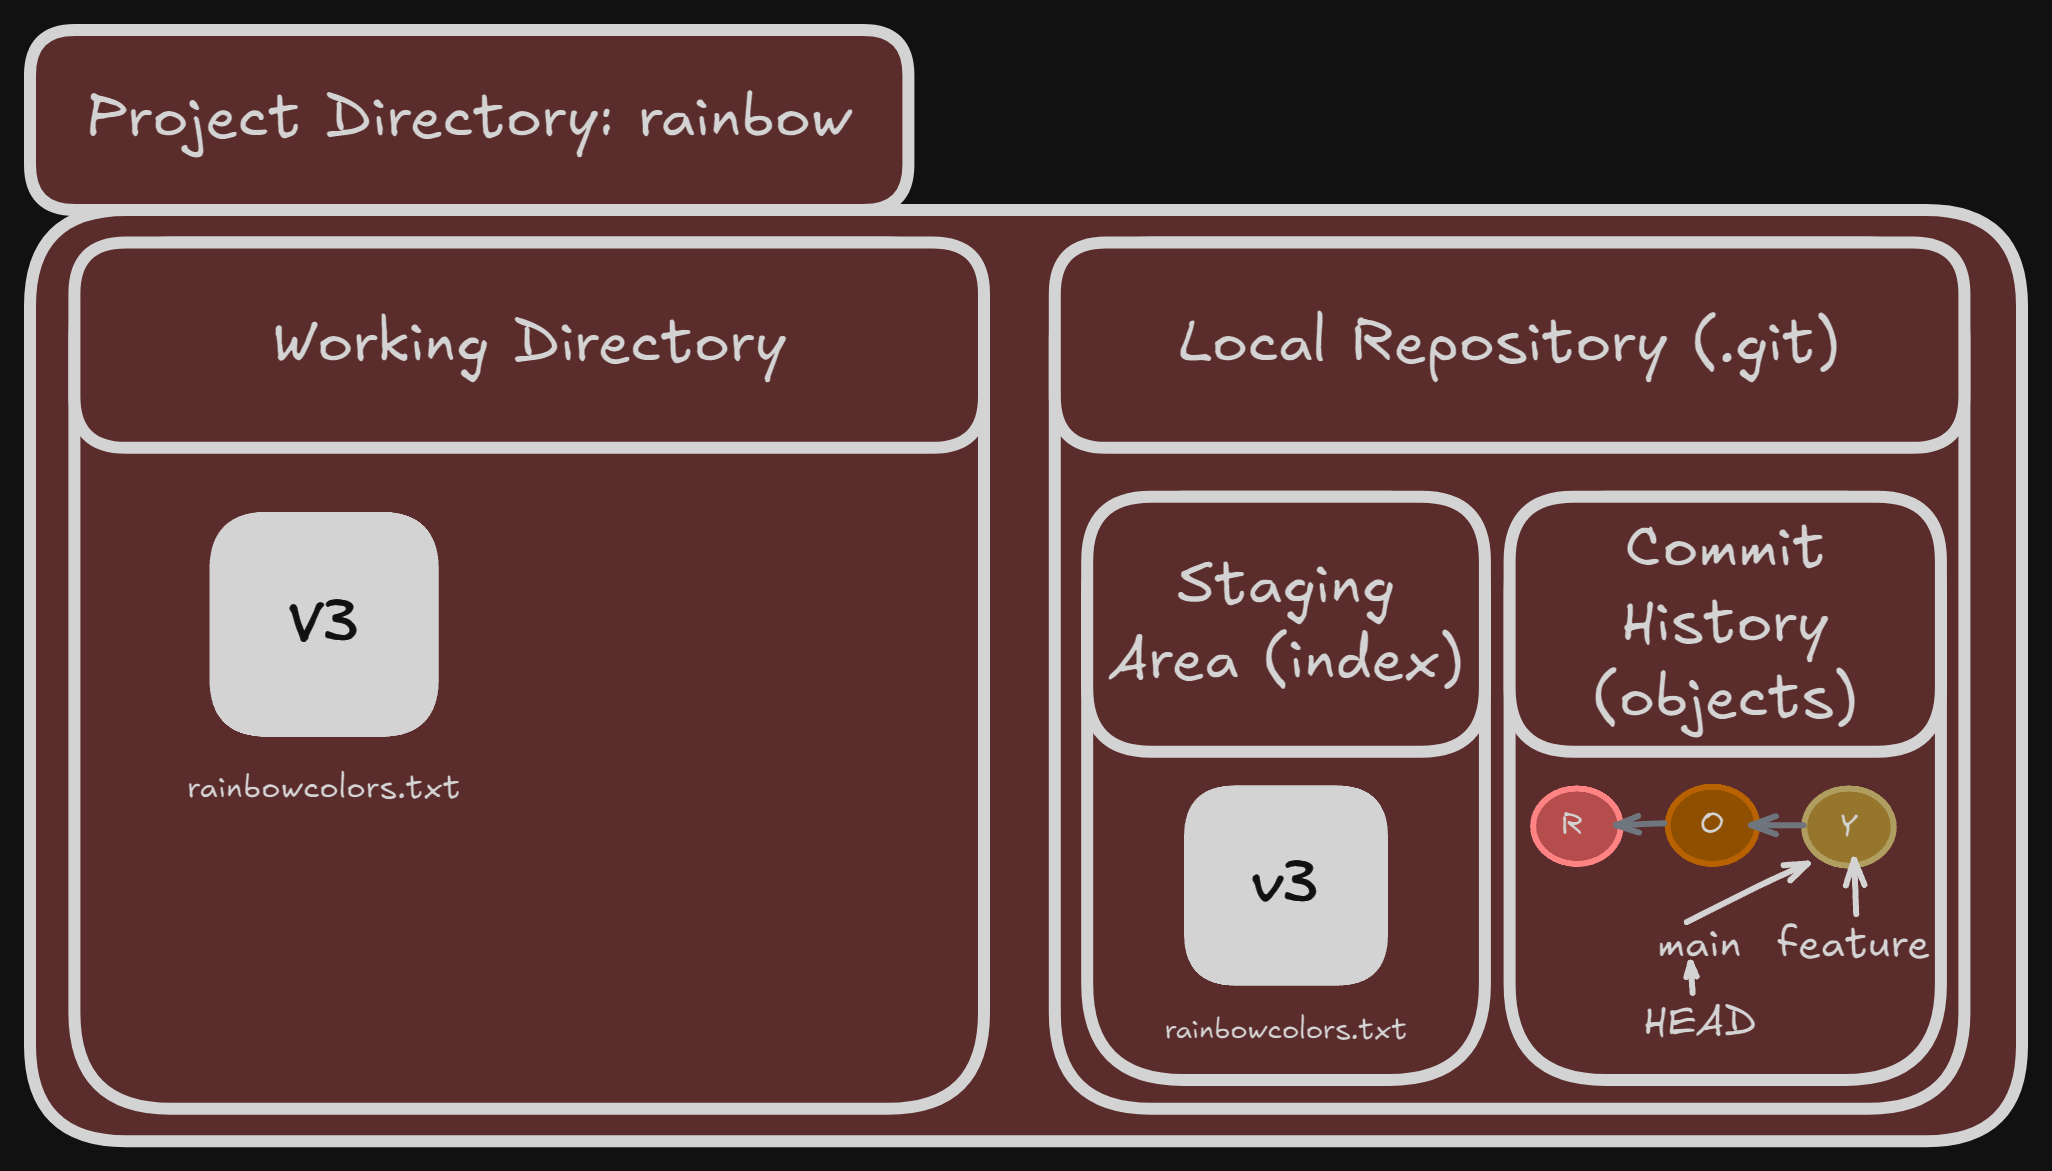 Project Directory: rainbow
Working Directory
Local Repository (.git)
V3
rainbowcolors.txt
Staging
Area (index)
v3
rainbowcolors.txt
Commit
History
(objects)
R O Y
main feature
HEAD